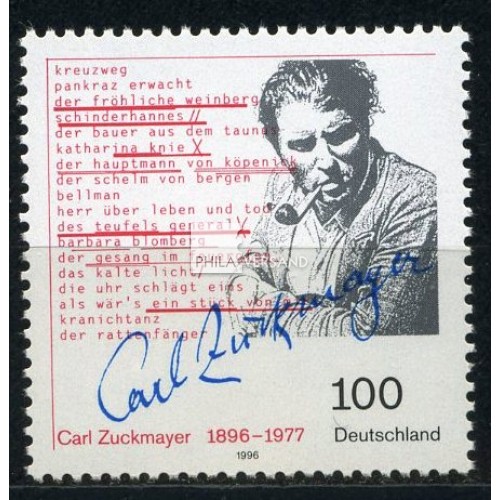 kreuzweg
pankraz erwacht
der fröhliche weinberg
schinderhannes
der bauer aus dem taunus
katharina knie
der hauptmann von köpenick
der schelm von bergen
bellman
herr über leben und tod
des teufels general
barbara blomberg
der gesang im
das kalte licht
die uhr schlägt eins
als wär's ein stück von
kranichtanz
der rattenfänger
PHILAVERSAND
Carl Zuckmayer
100
Carl Zuckmayer 1896-1977 Deutschland
1996